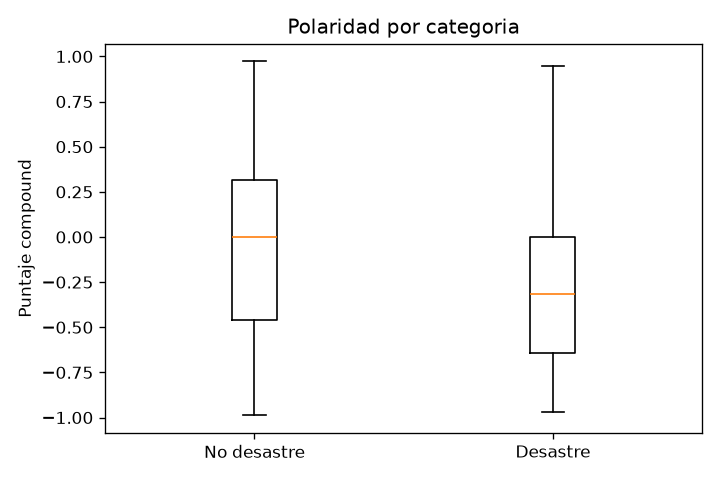 Polaridad por categoria
Puntaje compound
1.00
0.75
0.50
0.25
0.00
−0.25
−0.50
−0.75
−1.00
No desastre
Desastre